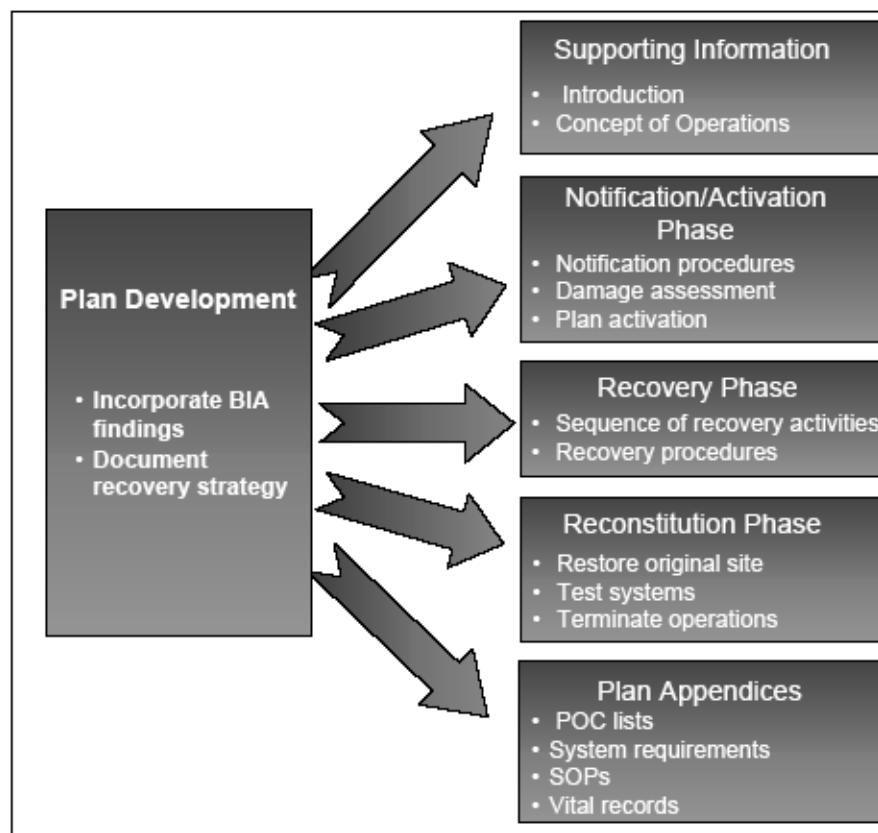 Plan Development
• Incorporate BIA
findings
• Document
recovery strategy
Supporting Information
• Introduction
• Concept of Operations
Notification/Activation
Phase
• Notification procedures
• Damage assessment
• Plan activation
Recovery Phase
• Sequence of recovery activities
• Recovery procedures
Reconstitution Phase
• Restore original site
• Test systems
• Terminate operations
Plan Appendices
• POC lists
• System requirements
• SOPs
• Vital records